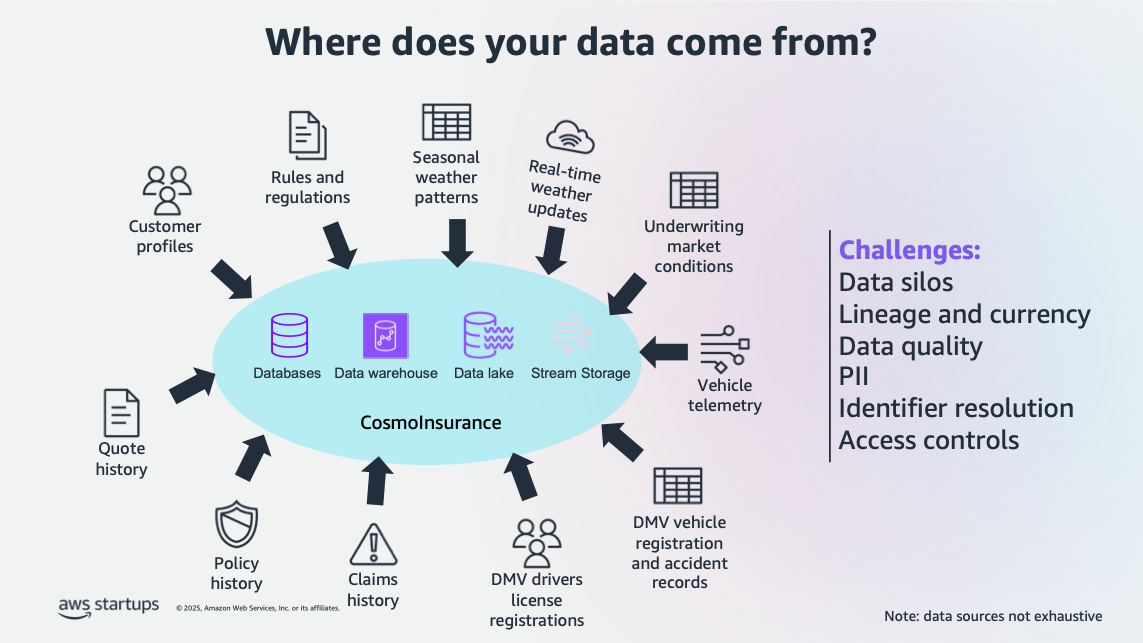 Where does your data come from?
Customer
profiles
Rules and
regulations
Seasonal
weather
patterns
Real-time
weather
updates
Underwriting
market
conditions
Vehicle
telemetry
DMV vehicle
registration
and accident
records
DMV drivers
license
registrations
Claims
history
Policy
history
Quote
history
Databases
Data warehouse
Data lake
Stream Storage
CosmoInsurance
Challenges:
Data silos
Lineage and currency
Data quality
PII
Identifier resolution
Access controls
aws startups
© 2025, Amazon Web Services, Inc. or its affiliates.
Note: data sources not exhaustive